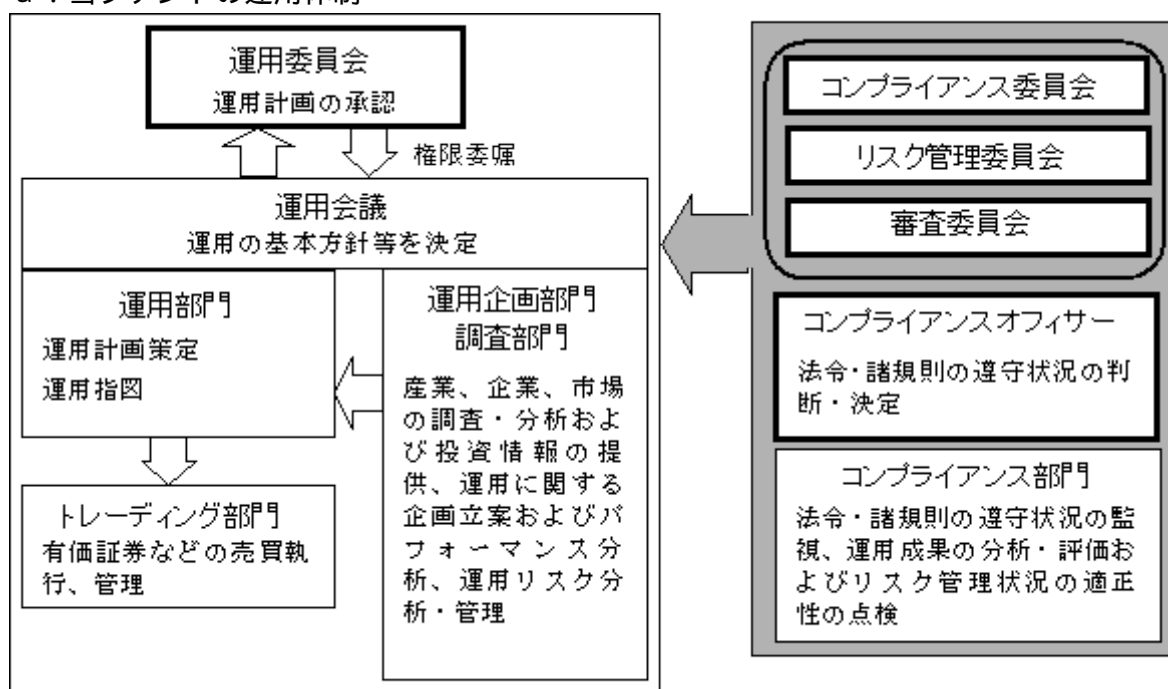 運用委員会
運用計画の承認
権限委嘱
運用会議
運用の基本方針等を決定
運用部門
運用計画策定
運用指図
運用企画部門
調査部門
産業、企業、市場
の調査・分析およ
び投資情報の提
供、運用に関する
企画立案およびパ
フォーマンス分
析、運用リスク分
析・管理
トレーディング部門
有価証券などの売買執
行、管理
コンプライアンス委員会
リスク管理委員会
審査委員会
コンプライアンスオフィサー
法令・諸規則の遵守状況の判
断・決定
コンプライアンス部門
法令・諸規則の遵守状況の監
視、運用成果の分析・評価お
よびリスク管理状況の適正
性の点検